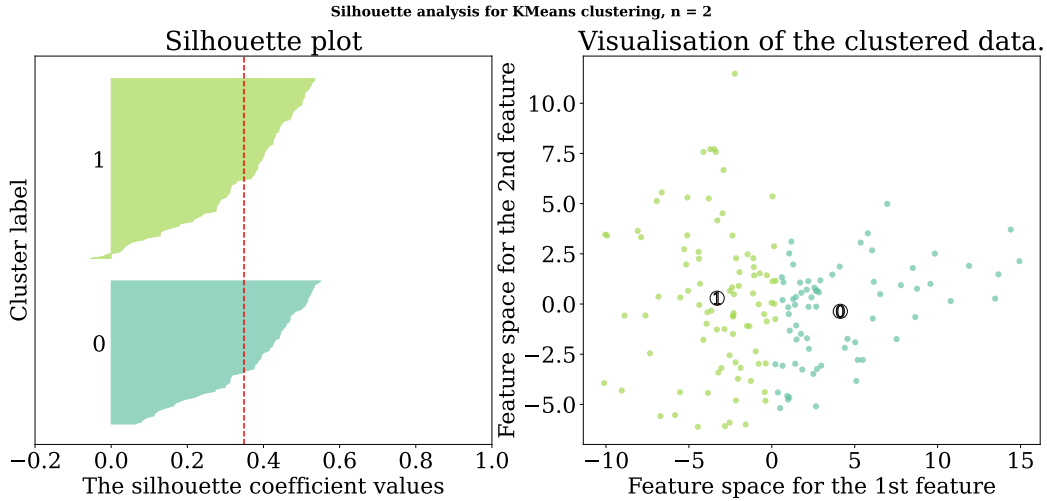 Silhouette analysis for KMeans clustering, n = 2
Silhouette plot
Cluster label
1
0
−0.2 0.0 0.2 0.4 0.6 0.8 1.0
The silhouette coefficient values
Visualisation of the clustered data.
Feature space for the 2nd feature
10.0
7.5
5.0
2.5
0.0
−2.5
−5.0
1
0
−10 −5 0 5 10 15
Feature space for the 1st feature